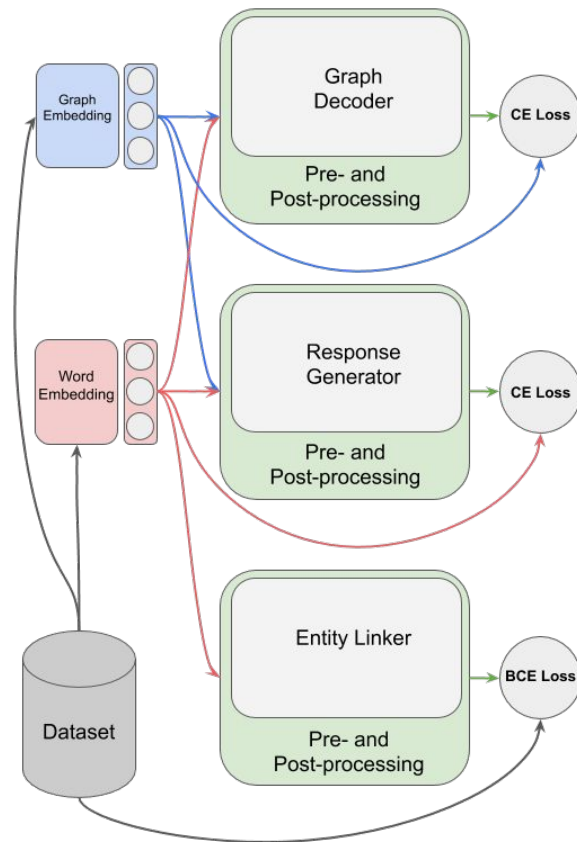 Graph
Embedding
Graph
Decoder
CE Loss
Pre- and
Post-processing
Word
Embedding
Response
Generator
CE Loss
Pre- and
Post-processing
Entity Linker
BCE Loss
Dataset
Pre- and
Post-processing